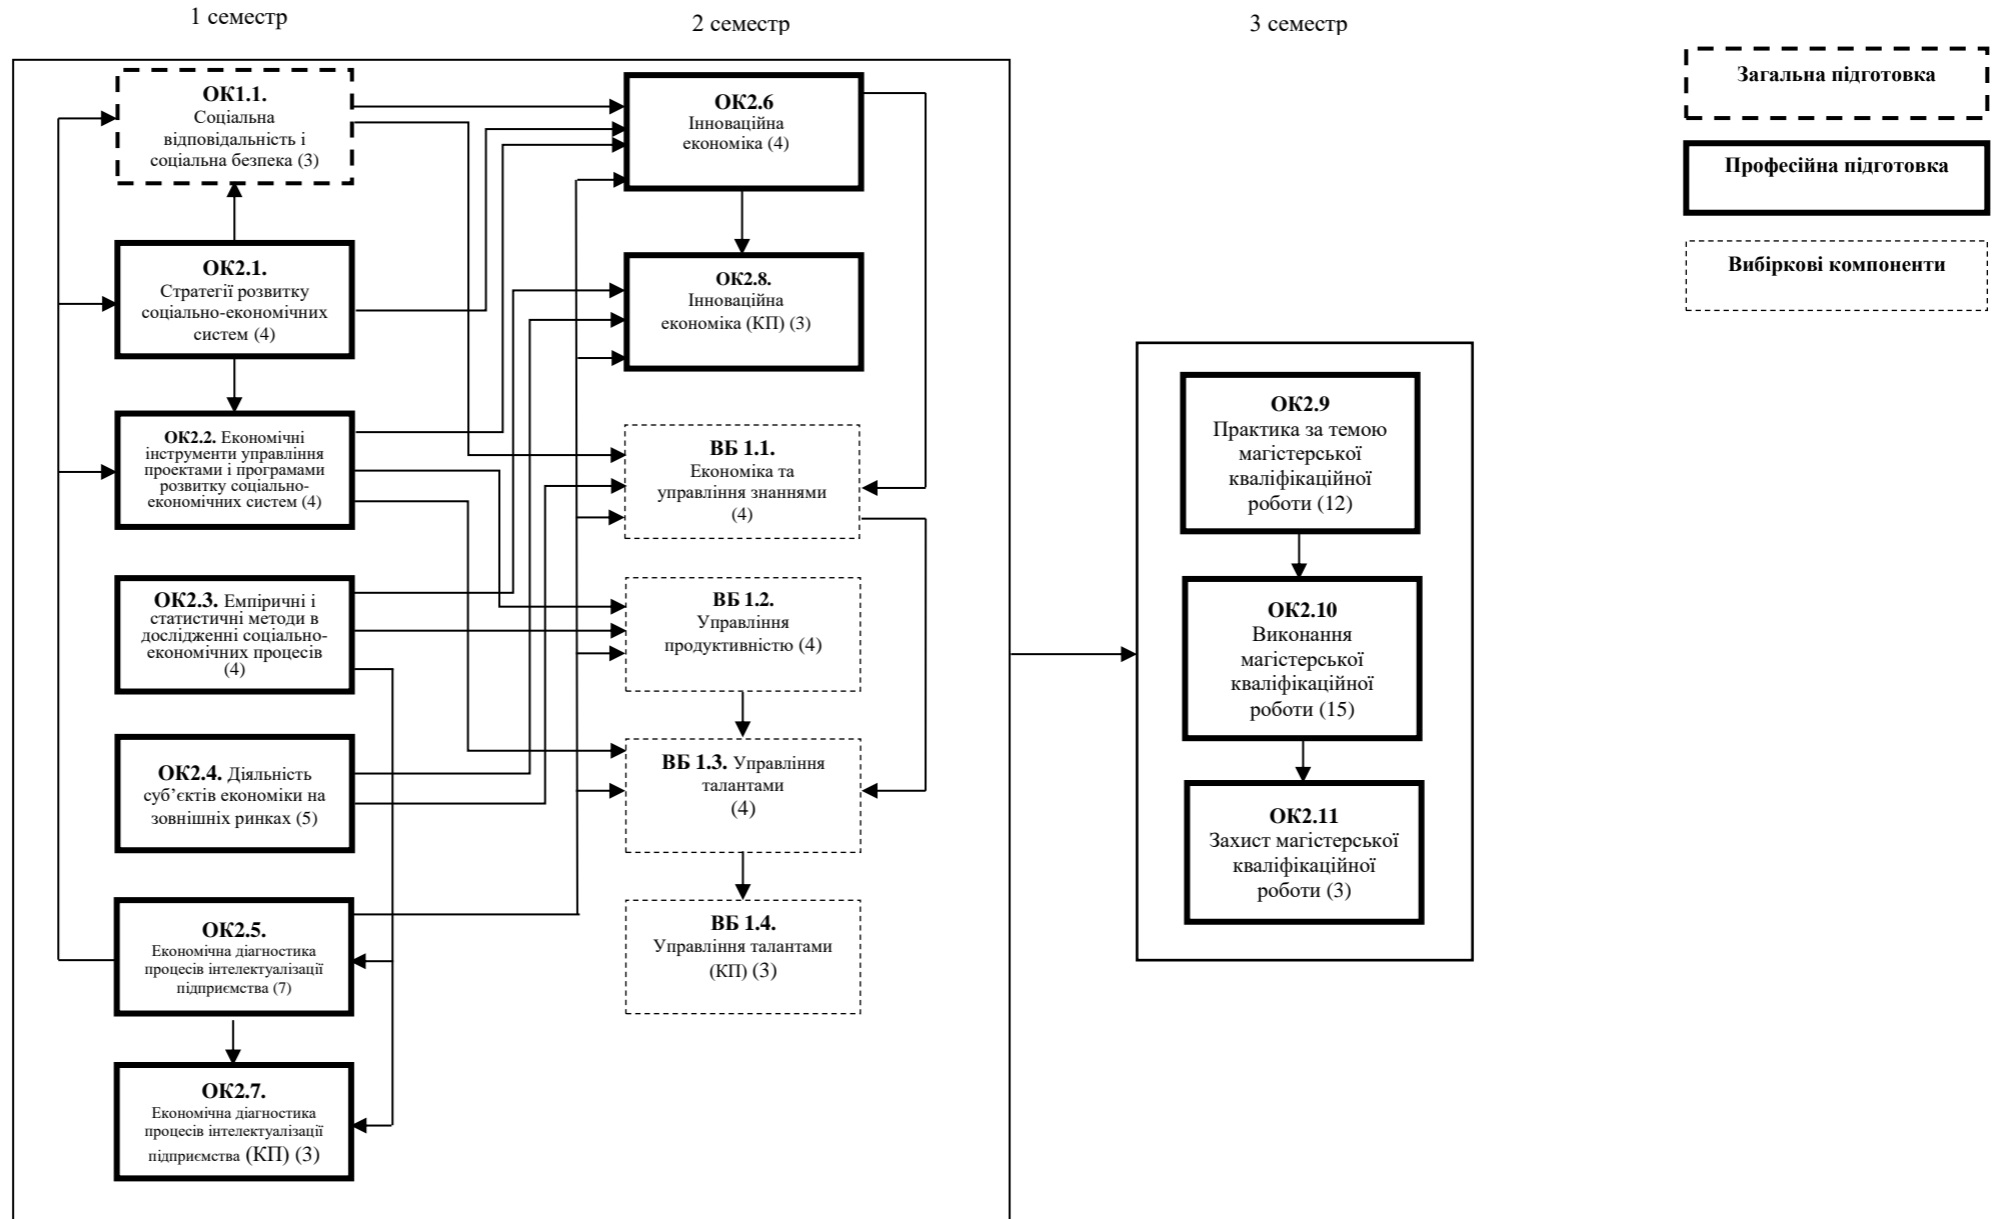 1 семестр
2 семестр
3 семестр
ОК1.1.
Соціальна
відповідальність і
соціальна безпека (3)
ОК2.1.
Стратегії розвитку
соціально-економічних
систем (4)
ОК2.2. Економічні
інструменти управління
проектами і програмами
розвитку соціально-
економічних систем (4)
ОК2.3. Емпіричні і
статистичні методи в
дослідженні соціально-
економічних процесів
(4)
ОК2.4. Діяльність
суб’єктів економіки на
зовнішніх ринках (5)
ОК2.5.
Економічна діагностика
процесів інтелектуалізації
підприємства (7)
ОК2.7.
Економічна діагностика
процесів інтелектуалізації
підприємства (КП) (3)
ОК2.6
Інноваційна
економіка (4)
ОК2.8.
Інноваційна
економіка (КП) (3)
ВБ 1.1.
Економіка та
управління знаннями
(4)
ВБ 1.2.
Управління
продуктивністю (4)
ВБ 1.3. Управління
талантами
(4)
ВБ 1.4.
Управління талантами
(КП) (3)
ОК2.9
Практика за темою
магістерської
кваліфікаційної
роботи (12)
ОК2.10
Виконання
магістерської
кваліфікаційної
роботи (15)
ОК2.11
Захист магістерської
кваліфікаційної
роботи (3)
Загальна підготовка
Професійна підготовка
Вибіркові компоненти